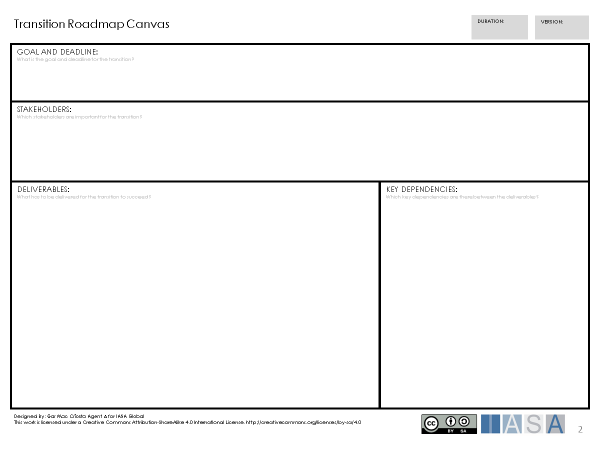 Transition Roadmap Canvas
DURATION:
VERSION:
GOAL AND DEADLINE:
What is the goal and deadline for the transition?
STAKEHOLDERS:
Which stakeholders are important for the transition?
DELIVERABLES:
What has to be delivered for the transition to succeed?
KEY DEPENDENCIES:
Which key dependencies are there between the deliverables?
Designed By: Gar Mac Críosta Agent A for IASA Global
This work is licensed under a Creative Commons Attribution-ShareAlike 4.0 International License. http://creativecommons.org/licenses/by-sa/4.0
cc
BY SA
IASA
2